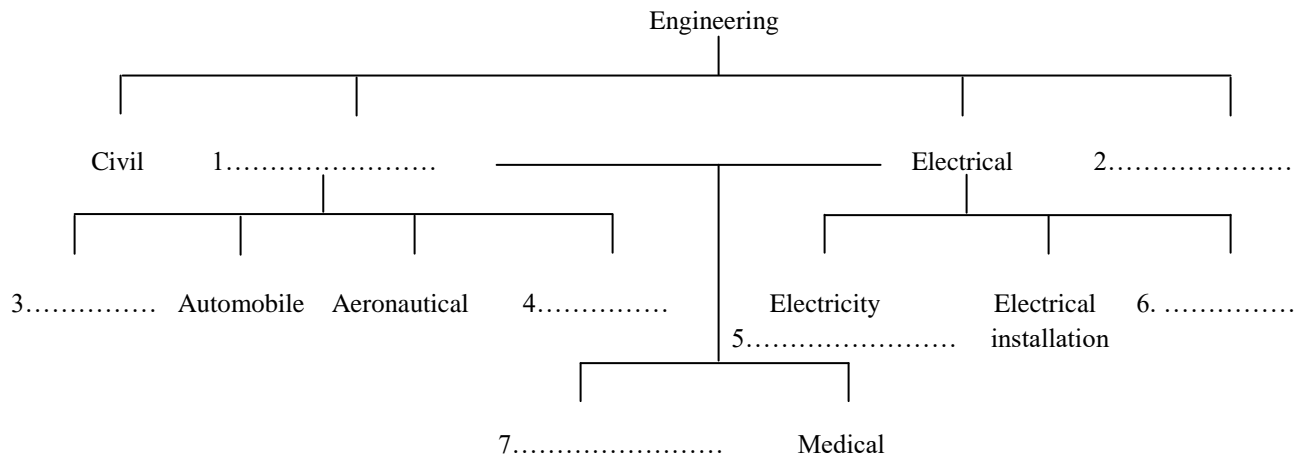 Engineering
Civil 1…………………… Electrical 2…………………
3…………… Automobile Aeronautical 4…………… Electricity Electrical 6. ……………
5…………………… installation
7…………………… Medical